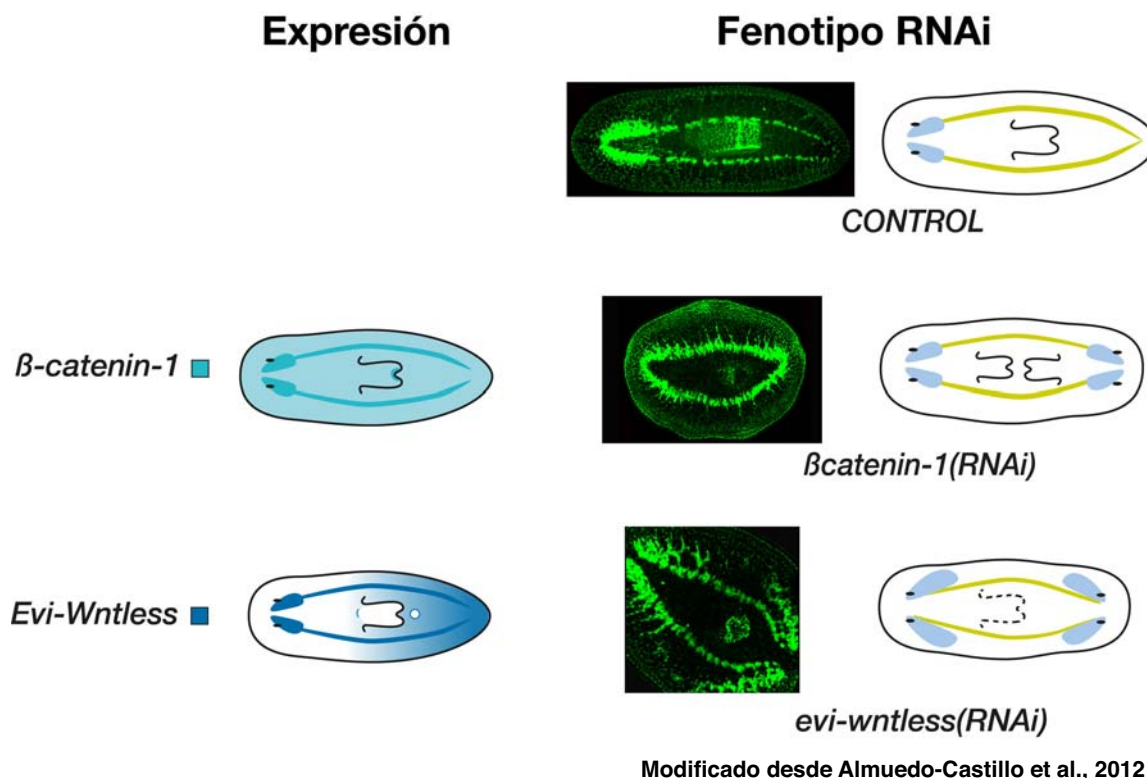 Expresión
Fenotipo RNAi
CONTROL
ß-catenin-1
ßcatenin-1(RNAi)
Evi-Wntless
evi-wntless(RNAi)
Modificado desde Almuedo-Castillo et al., 2012